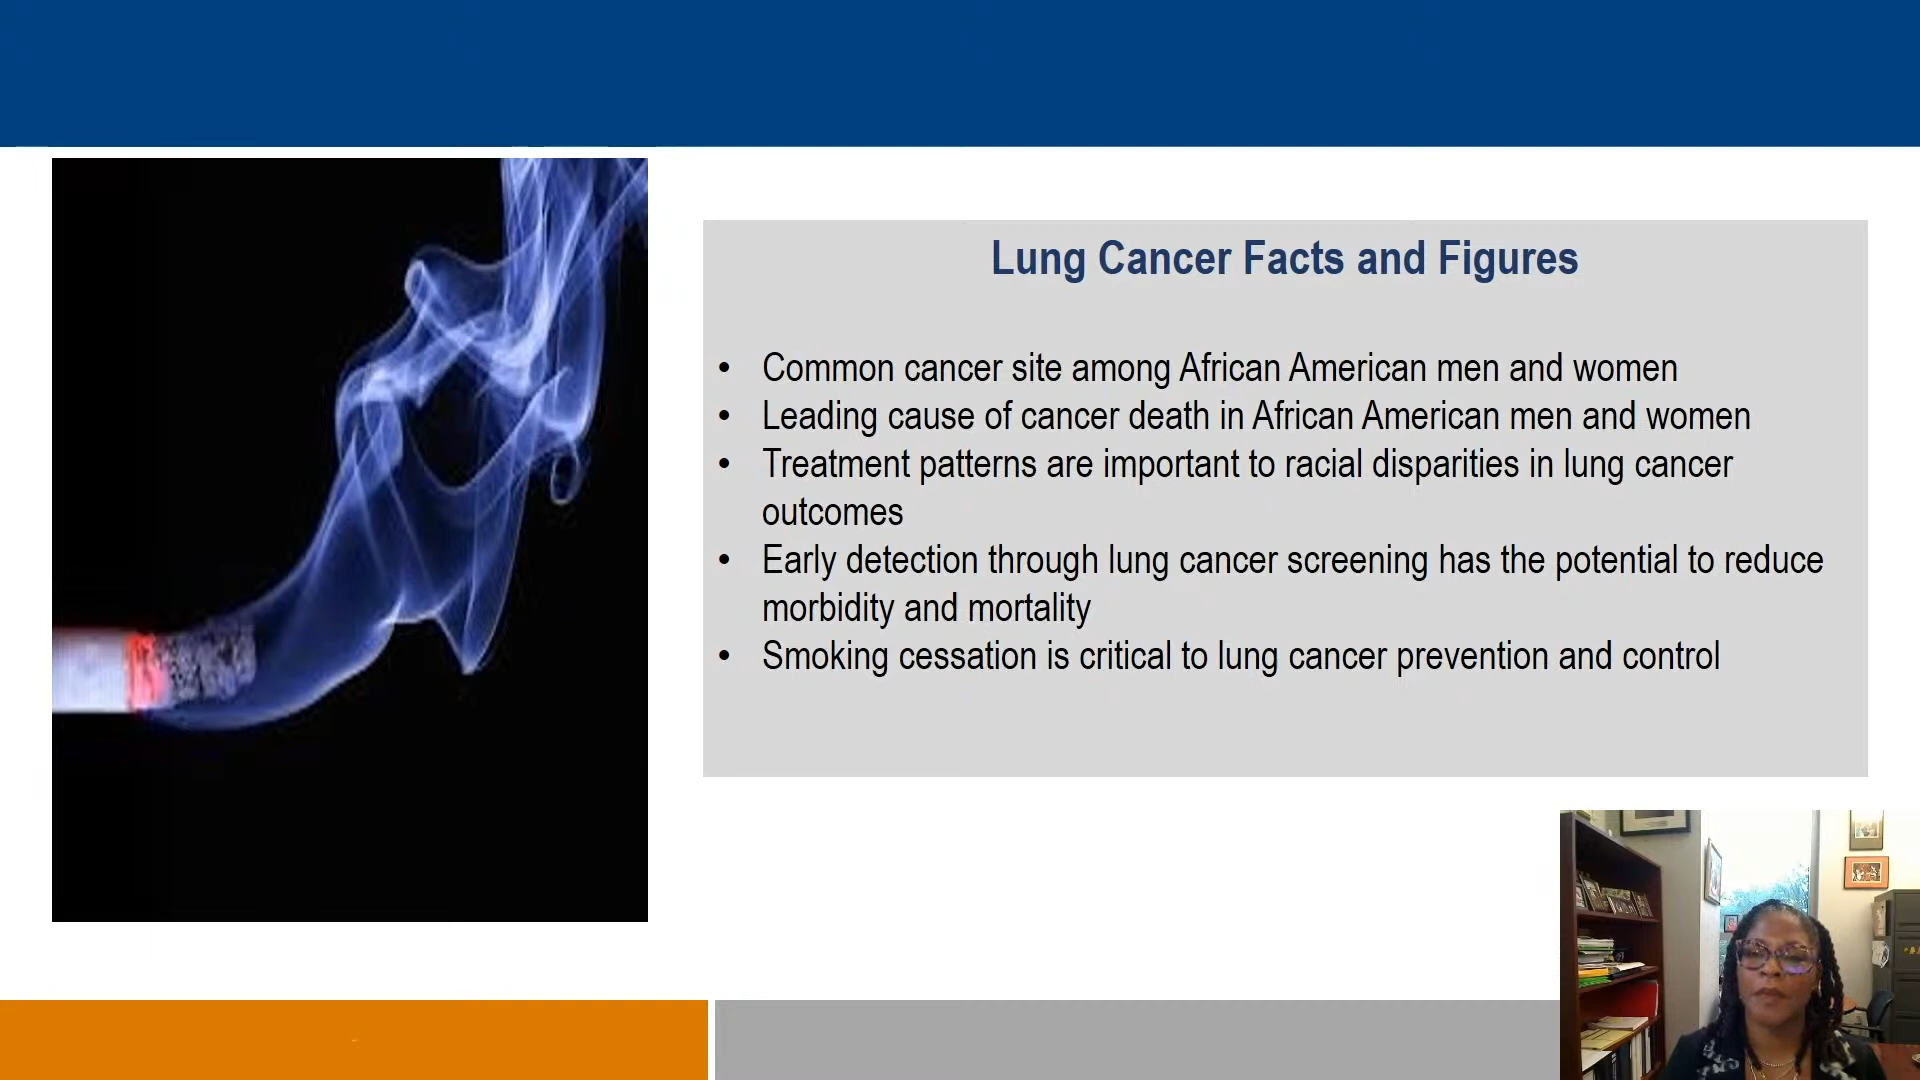 Lung Cancer Facts and Figures
• Common cancer site among African American men and women
• Leading cause of cancer death in African American men and women
• Treatment patterns are important to racial disparities in lung cancer
outcomes
• Early detection through lung cancer screening has the potential to reduce
morbidity and mortality
• Smoking cessation is critical to lung cancer prevention and control